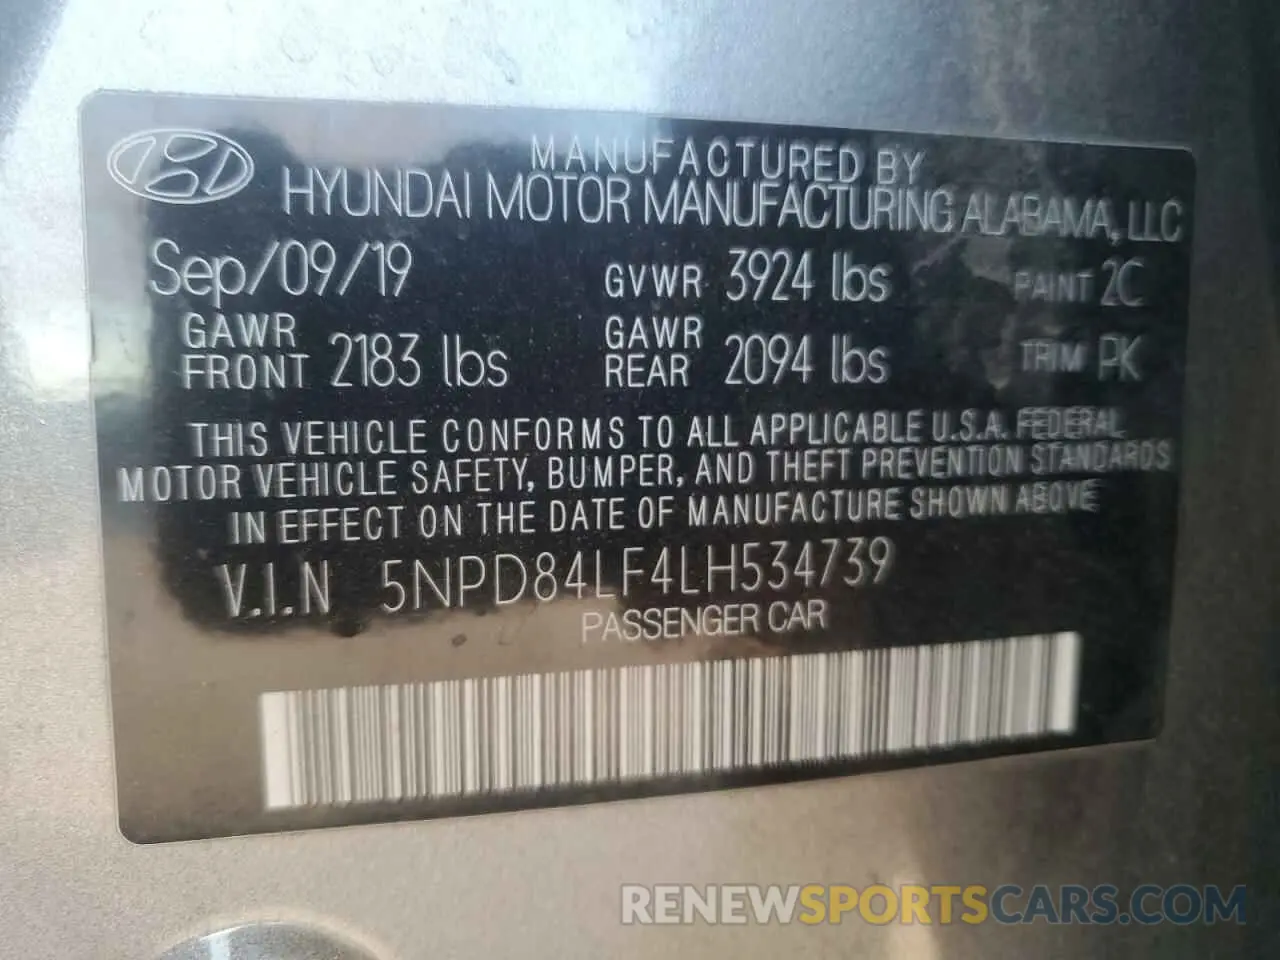 MANUFACTURED BY
HYUNDAI MOTOR MANUFACTURING ALABAMA, LLC
Sep/09/19 GVWR 3924 lbs PAINT 2C
GAWR FRONT 2183 lbs GAWR REAR 2094 lbs TRIM PK
THIS VEHICLE CONFORMS TO ALL APPLICABLE U.S.A. FEDERAL
MOTOR VEHICLE SAFETY, BUMPER, AND THEFT PREVENTION STANDARDS
IN EFFECT ON THE DATE OF MANUFACTURE SHOWN ABOVE
V.I.N 5NPD84LF4LH534739
PASSENGER CAR
RENEWSPORTSCARS.COM